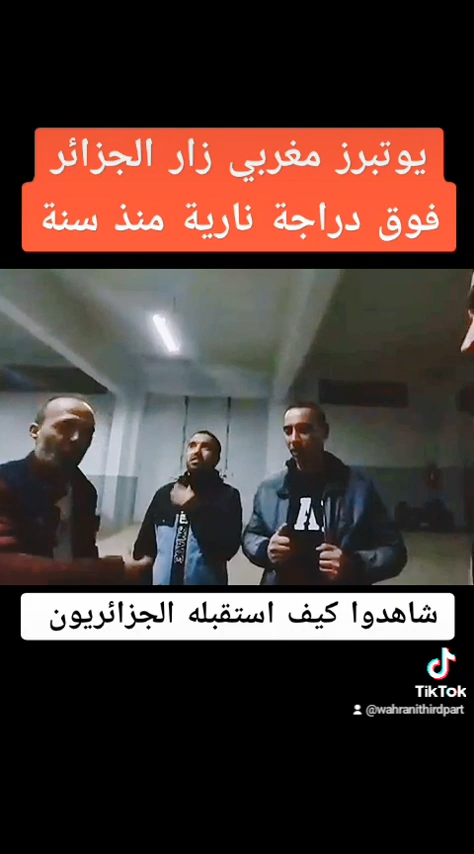 يوتبرز مغربي زار الجزائر
فوق دراجة نارية منذ سنة
A
شاهدوا كيف استقبله الجزائريون
TikTok
@wahranithirdpart